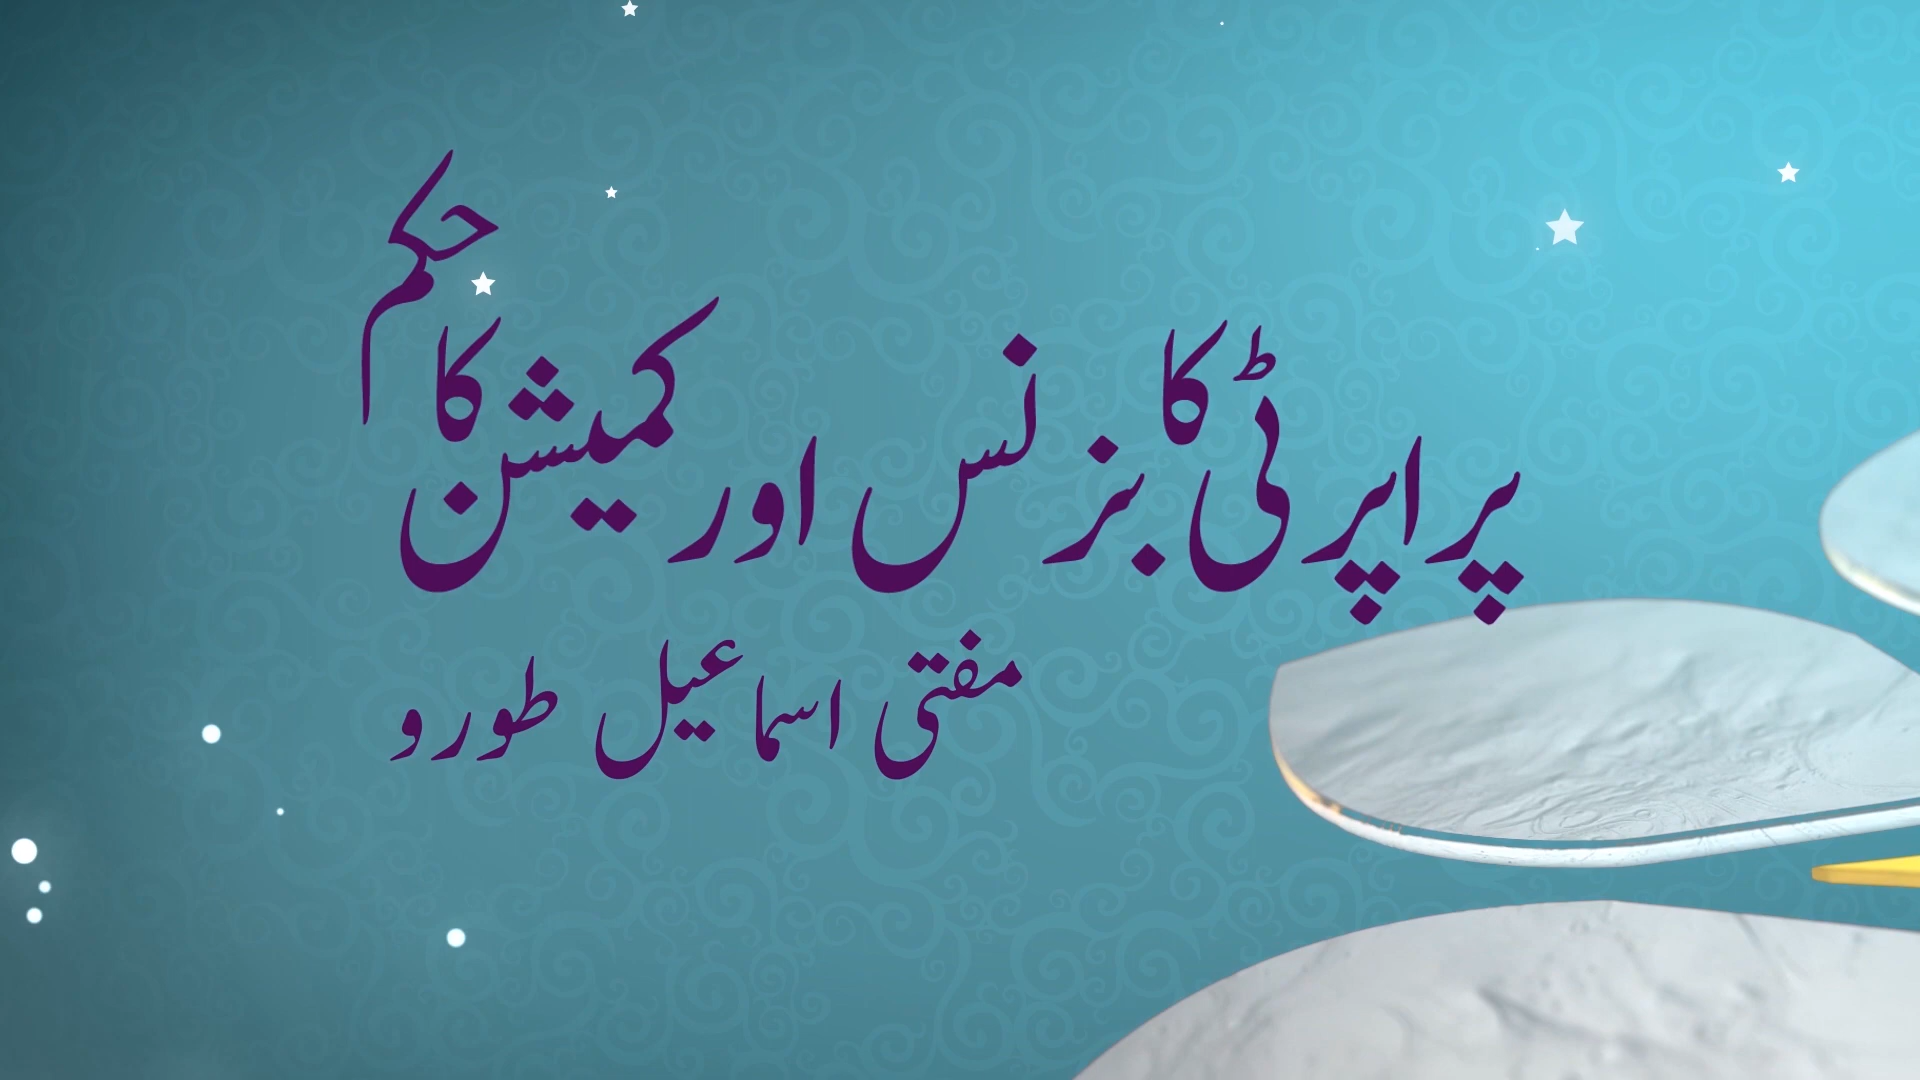 پراپرٹی کا بزنس اور کمیشن کا حکم
مفتی اسماعیل طورو